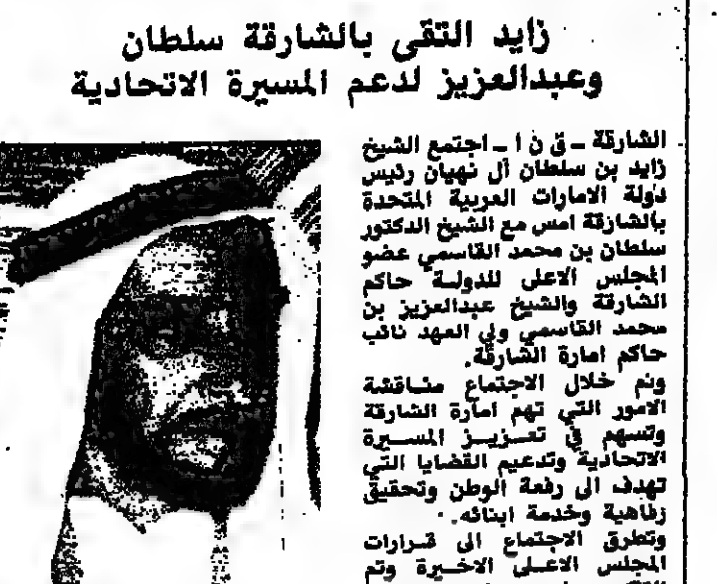 زايد التقى بالشارقة سلطان
وعبدالعزيز لدعم المسيرة الاتحادية
الشارقة ـ ق ن ا ـ اجتمع الشيخ
زايد بن سلطان آل نهيان رئيس
دولة الامارات العربية المتحدة
بالشارقة امس مع الشيخ الدكتور
سلطان بن محمد القاسمي عضو
المجلس الاعلى للدولة حاكم
الشارقة والشيخ عبدالعزيز بن
محمد القاسمي ولي العهد نائب
حاكم امارة الشارقة.
وتم خلال الاجتماع مناقشة
الامور التي تهم امارة الشارقة
وتسهم في تعزيز المسيرة
الاتحادية وتدعيم القضايا التي
تهدف الى رفعة الوطن وتحقيق
رفاهية وخدمة ابنائه.
وتطرق الاجتماع الى قرارات
المجلس الاعلى الاخيرة وتم